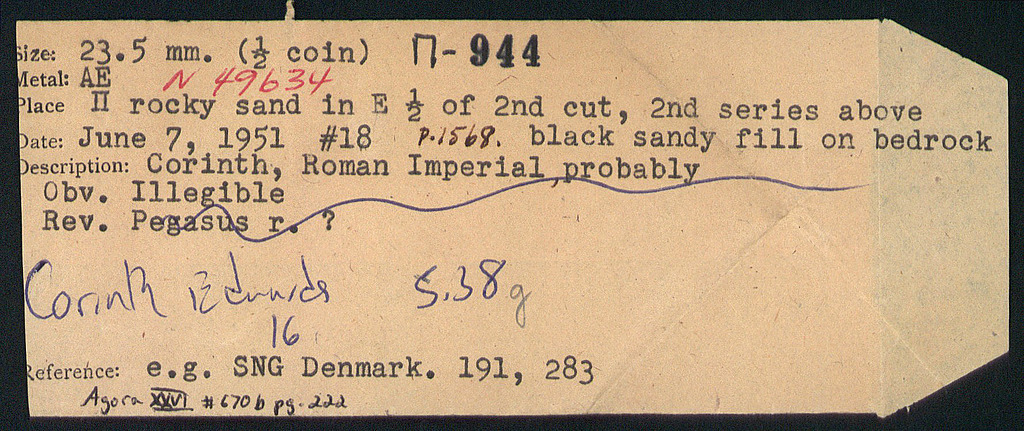 Size: 23.5 mm. (½ coin) Π-944
Metal: AE N 49634
Place II rocky sand in E ½ of 2nd cut, 2nd series above
Date: June 7, 1951 #18 P.1568. black sandy fill on bedrock
Description: Corinth, Roman Imperial, probably
Obv. Illegible
Rev. Pegasus r. ?
Corinth Edwards 5.38g
16
Reference: e.g. SNG Denmark. 191, 283
Agora XXVI #670b pg. 222